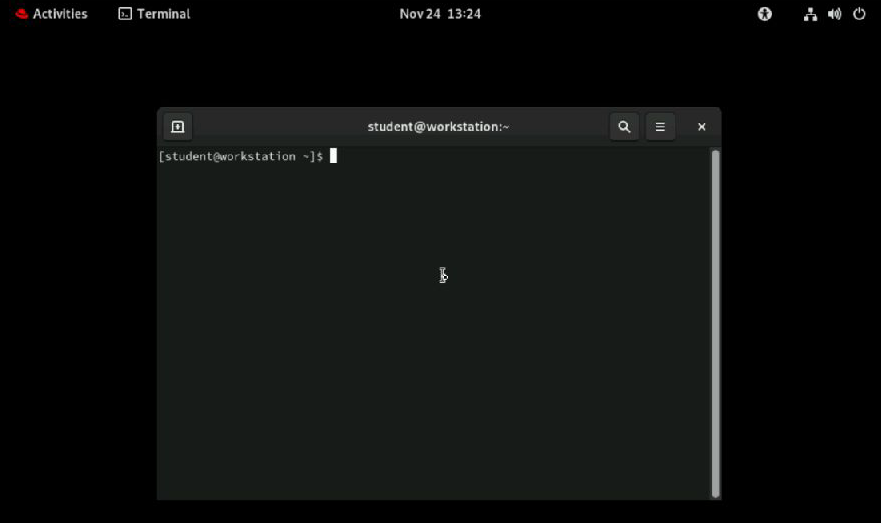 Activities Terminal Nov 24 13:24
student@workstation:~
[student@workstation ~]$